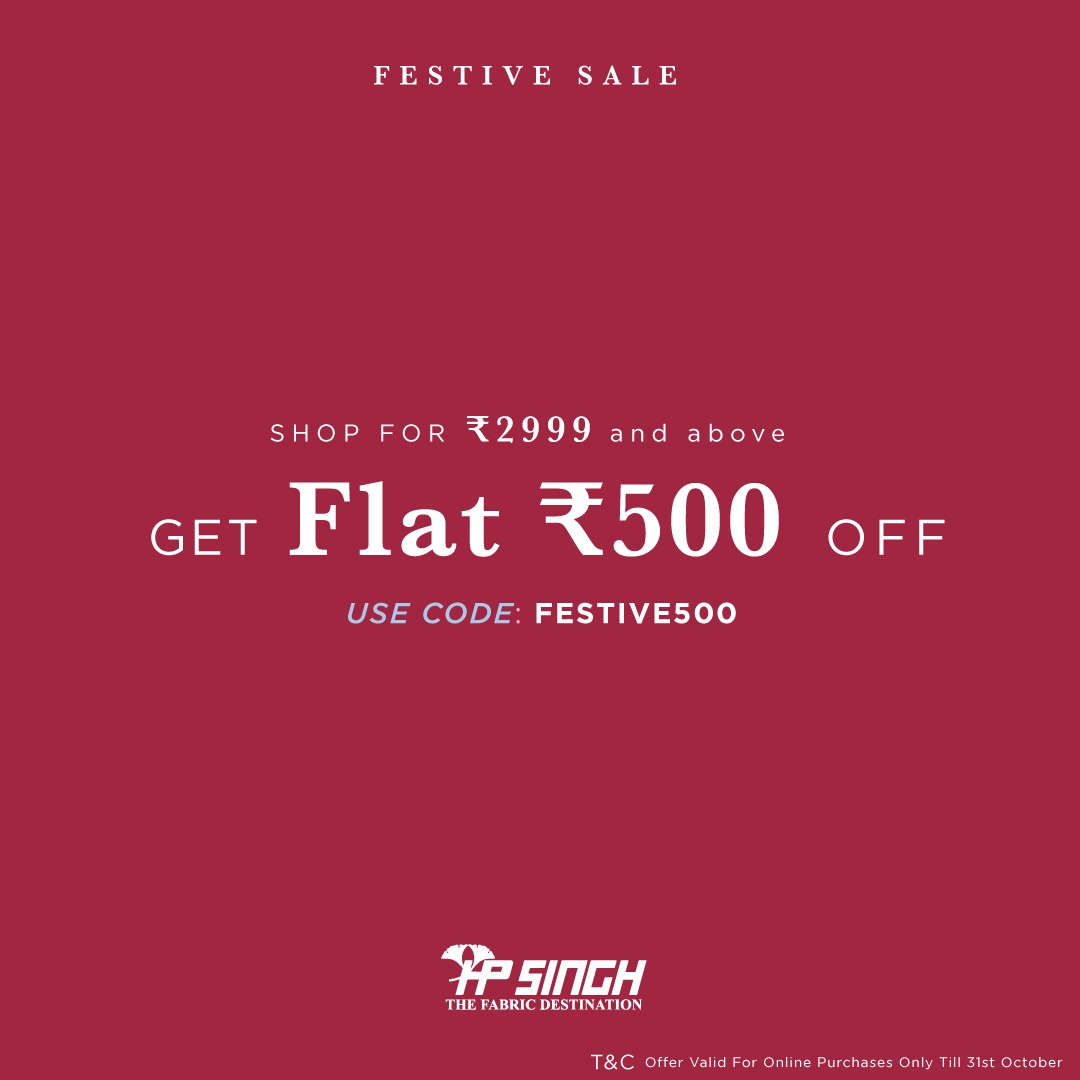 FESTIVE SALE
SHOP FOR ₹2999 and above
GET Flat ₹500 OFF
USE CODE: FESTIVE500
HP SINGH
THE FABRIC DESTINATION
T&C Offer Valid For Online Purchases Only Till 31st October